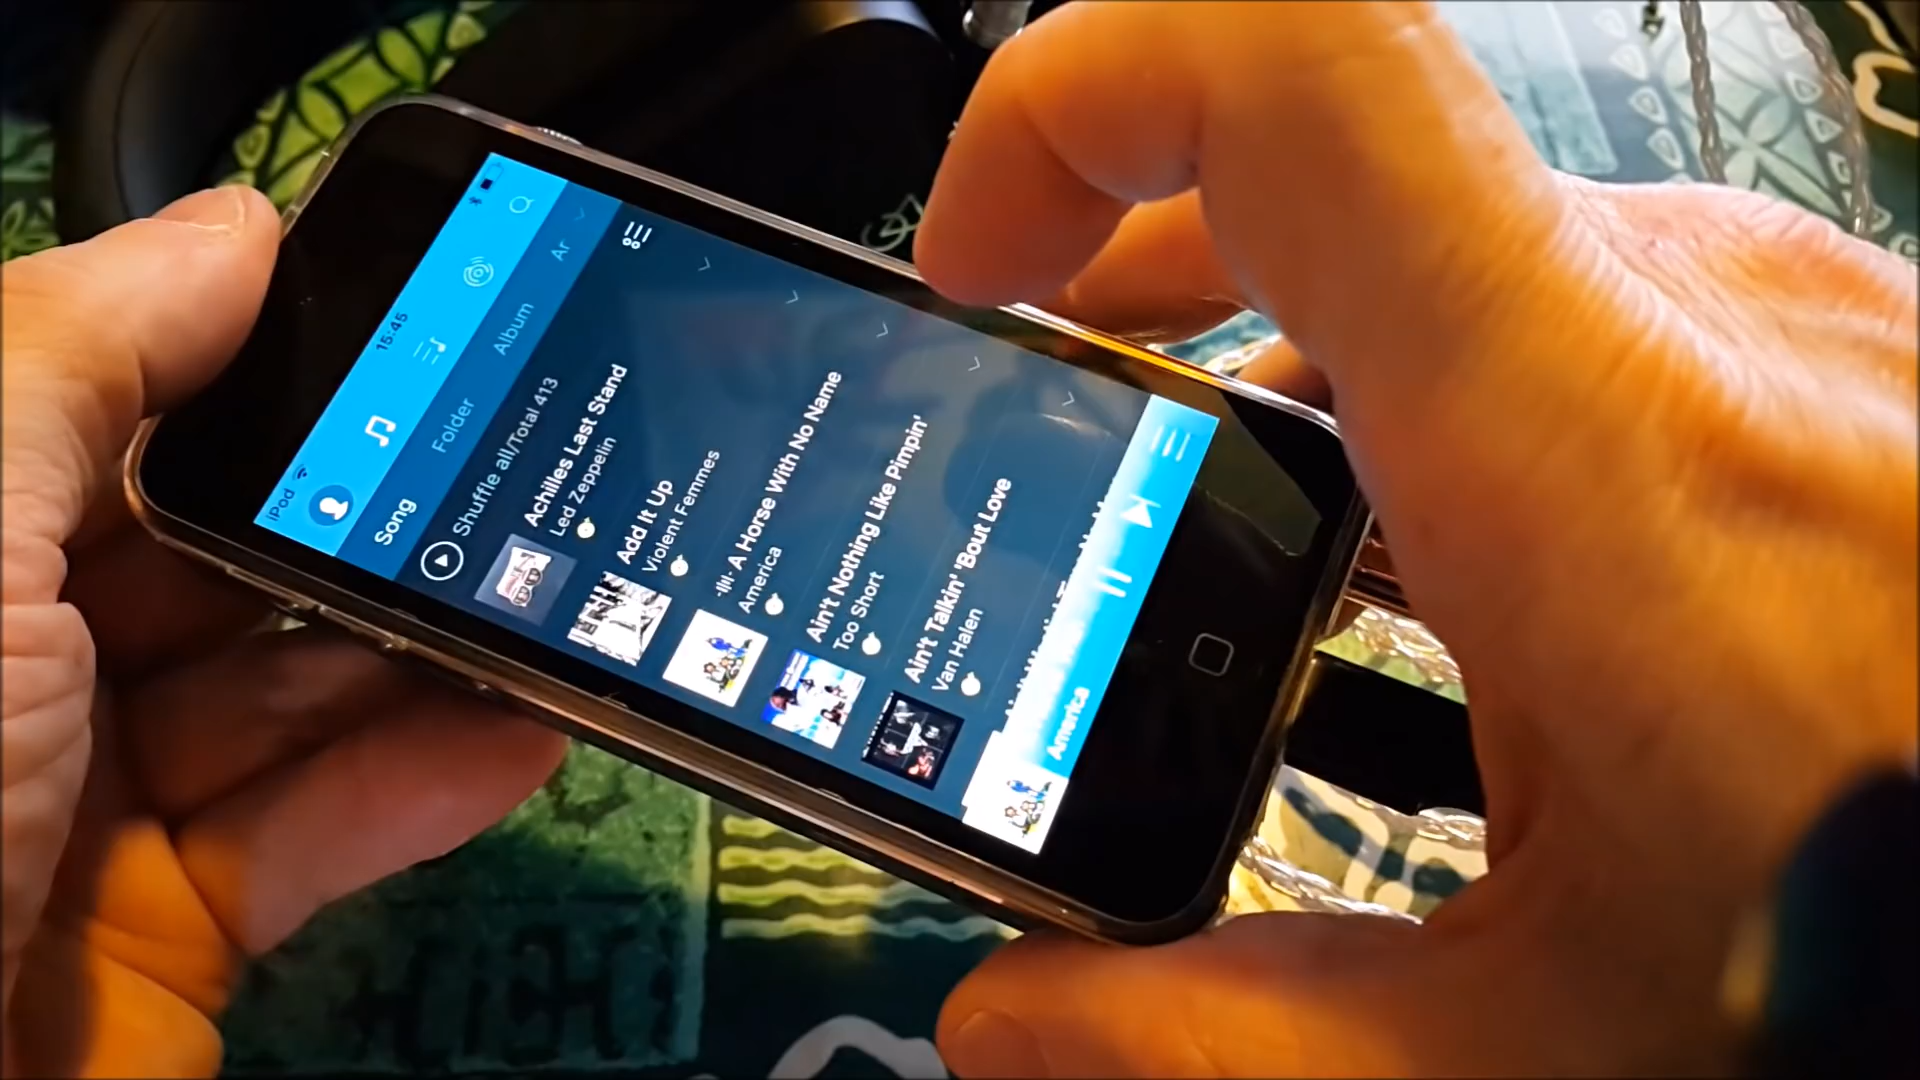 iPod
15:45
Song
Folder
Album
Ar
Shuffle all/Total 413
Achilles Last Stand
Led Zeppelin
Add It Up
Violent Femmes
A Horse With No Name
America
Ain't Nothing Like Pimpin'
Too Short
Ain't Talkin' 'Bout Love
Van Halen
America